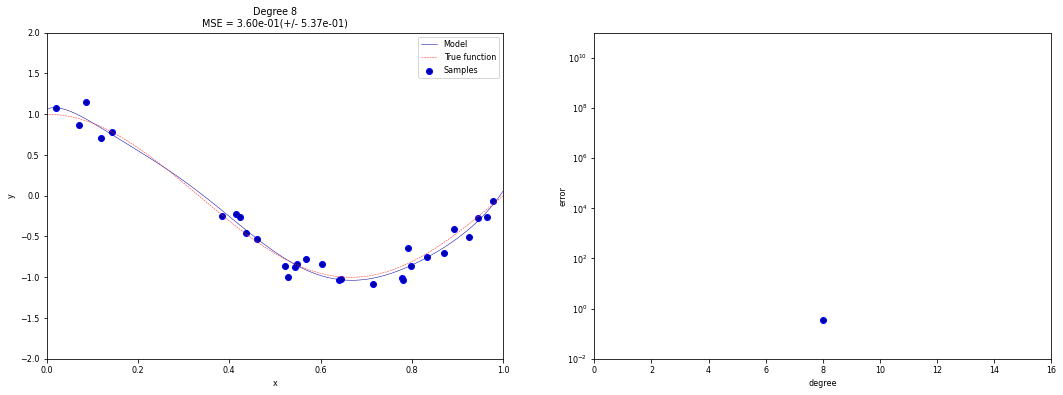 Degree 8
MSE = 3.60e-01(+/- 5.37e-01)
2.0
1.5
1.0
0.5
0.0
−0.5
−1.0
−1.5
−2.0
y
0.0 0.2 0.4 0.6 0.8 1.0
x
Model
True function
Samples
10^10
10^8
10^6
10^4
10^2
10^0
10^−2
error
0 2 4 6 8 10 12 14 16
degree